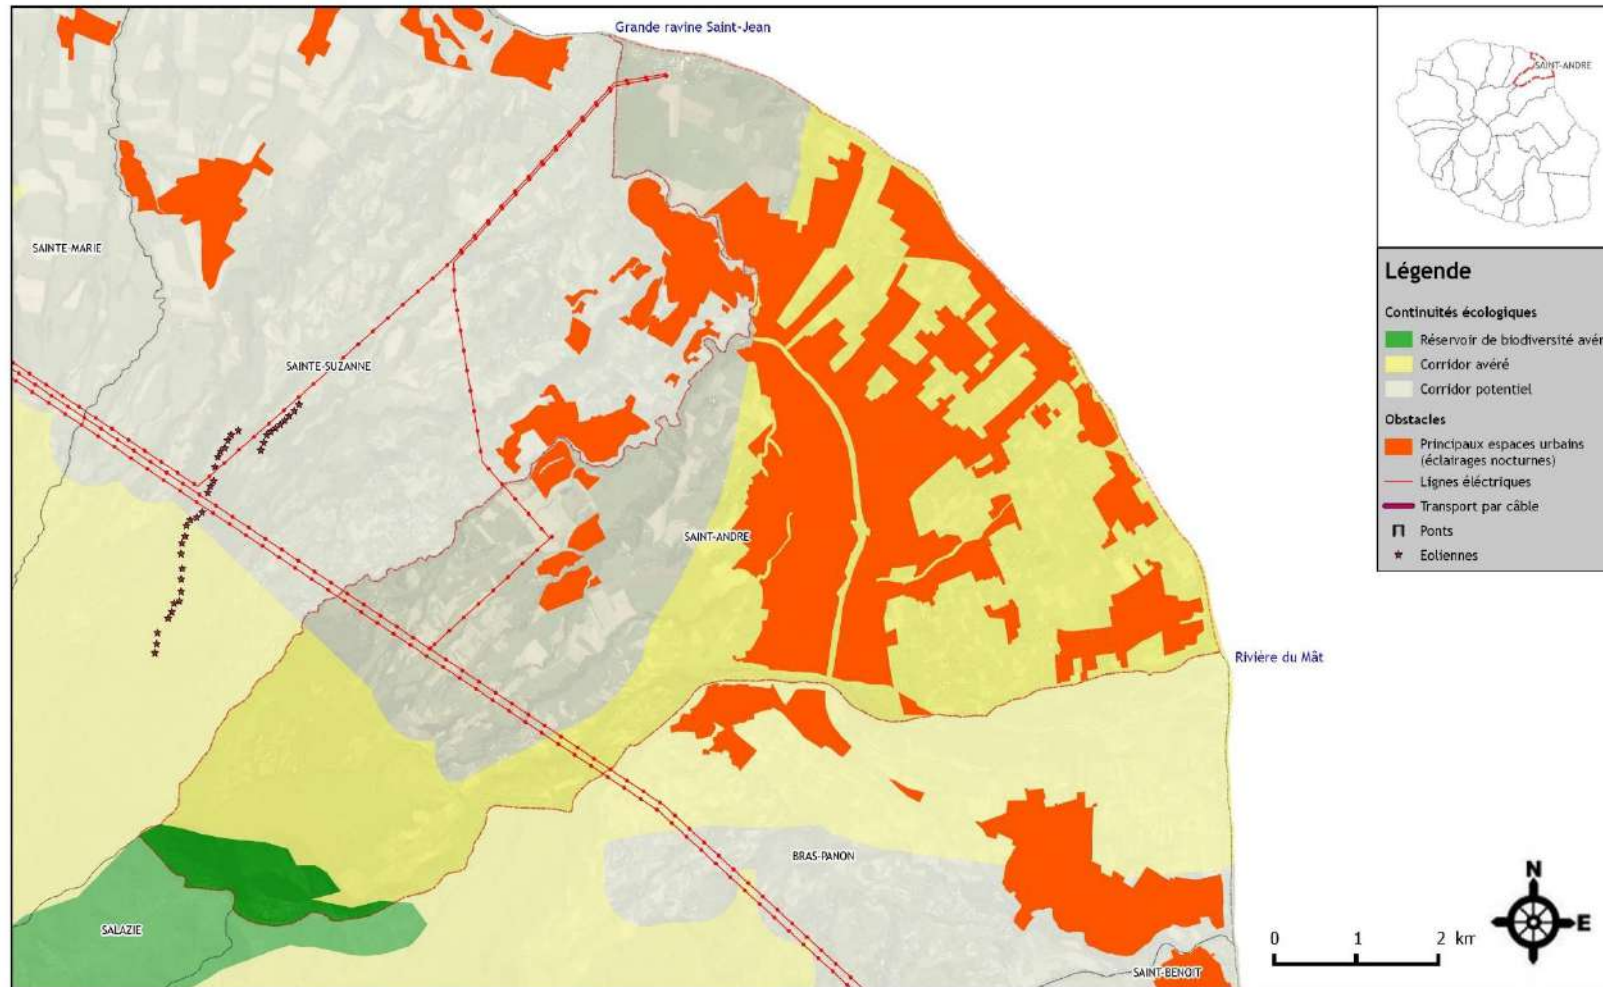 Grande ravine Saint-Jean
SAINT-ANDRE
SAINTE-MARIE
SAINTE-SUZANNE
SAINT-ANDRE
Rivière du Mât
BRAS-PANON
SALAZIE
SAINT-BENOIT
Légende
Continuités écologiques
Réservoir de biodiversité avér
Corridor avéré
Corridor potentiel
Obstacles
Principaux espaces urbains
(éclairages nocturnes)
Lignes éléctriques
Transport par câble
Ponts
Eoliennes
N
E
0 1 2 km